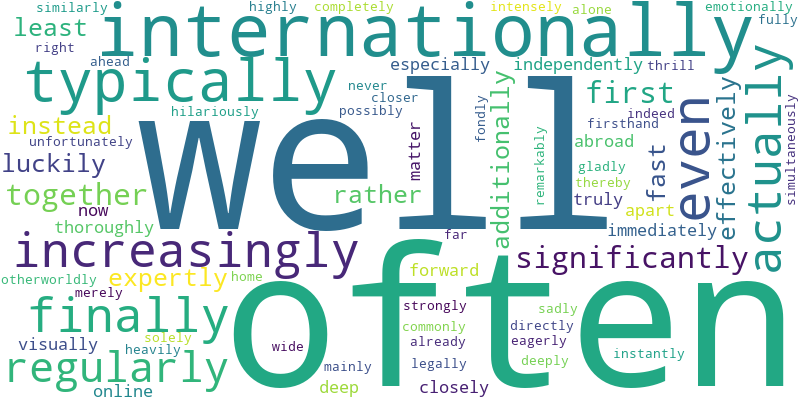 similarly
highly
completely
intensely
alone
emotionally
least
internationally
fully
right
ahead
typically
especially
independently
thrill
never
closer
first
hilariously
possibly
fondly
firsthand
indeed
instead
Well
matter
additionally
remarkably
abroad
fast
even
effectively
actually
simultaneously
unfortunately
luckily
gladly
thereby
together
rather
truly
now
apart
thoroughly
far
immediately
increasingly
significantly
otherworldly
expertly
home
forward
merely
often
finally
strongly
sadly
solely
commonly
directly
visually
heavily
wide
already
eagerly
instantly
regularly
mainly
legally
deeply
online
deep
closely